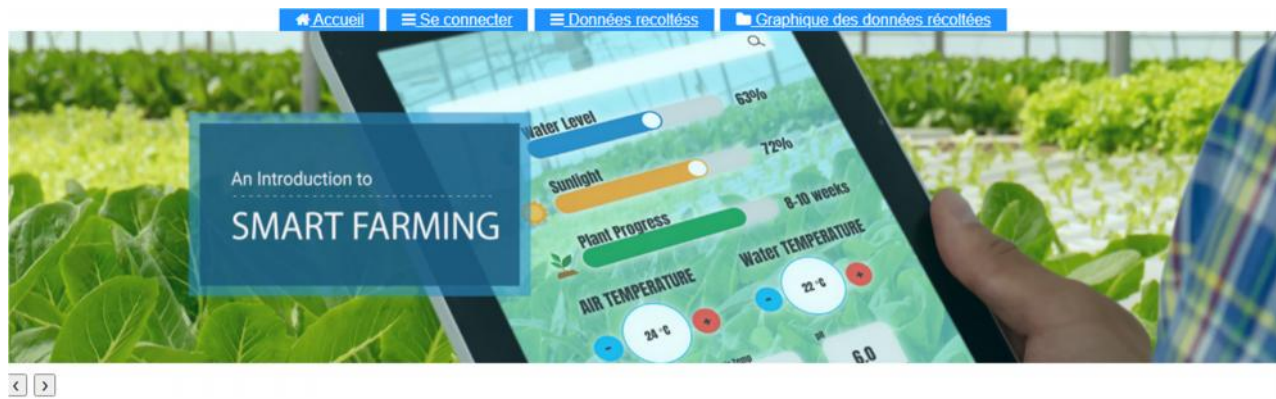 Accueil
Se connecter
Données recoltéss
Graphique des données récoltées
63%
Water Level
72%
Sunlight
8-10 weeks
Plant Progress
An Introduction to
SMART FARMING
Water TEMPERATURE
AIR TEMPERATURE
- 22 °C +
- 24 °C +
temp
6.0
‹ ›